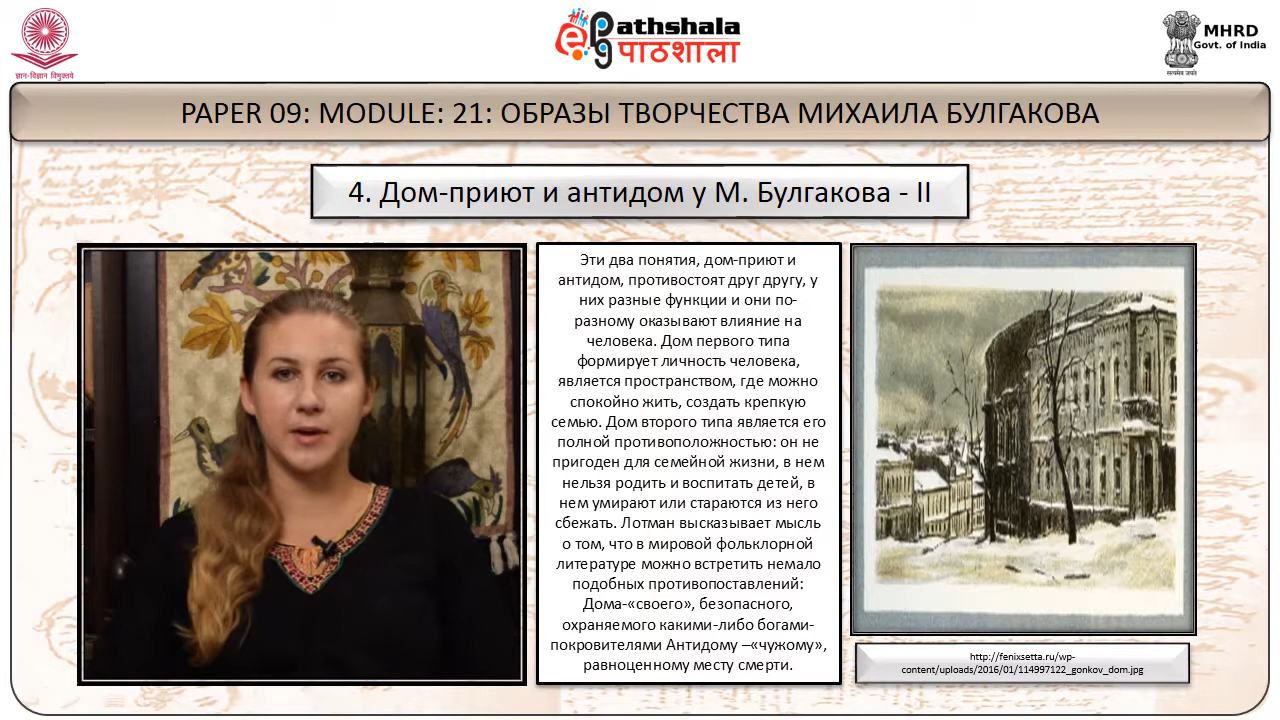 ज्ञान-विज्ञान विमुक्तये
ePg Pathshala
पाठशाला
MHRD
Govt. of India
सत्यमेव जयते
PAPER 09: MODULE: 21: ОБРАЗЫ ТВОРЧЕСТВА МИХАИЛА БУЛГАКОВА
4. Дом-приют и антидом у М. Булгакова - II
Эти два понятия, дом-приют и
антидом, противостоят друг другу, у
них разные функции и они по-
разному оказывают влияние на
человека. Дом первого типа
формирует личность человека,
является пространством, где можно
спокойно жить, создать крепкую
семью. Дом второго типа является его
полной противоположностью: он не
пригоден для семейной жизни, в нем
нельзя родить и воспитать детей, в
нем умирают или стараются из него
сбежать. Лотман высказывает мысль
о том, что в мировой фольклорной
литературе можно встретить немало
подобных противопоставлений:
Дома-«своего», безопасного,
охраняемого какими-либо богами-
покровителями Антидому –«чужому»,
равноценному месту смерти.
http://fenixsetta.ru/wp-
content/uploads/2016/01/114997122_gonkov_dom.jpg